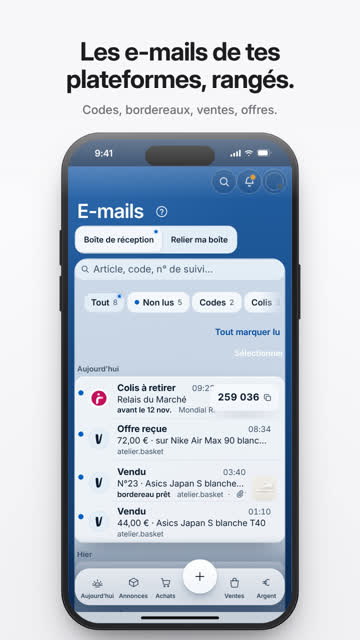 Les e-mails de tes
plateformes, rangés.
Codes, bordereaux, ventes, offres.
9:41
E-mails ?
Boîte de réception Relier ma boîte
Article, code, n° de suivi...
Tout 8 Non lus 5 Codes 2 Colis
Tout marquer lu
Sélectionner
Aujourd'hui
Colis à retirer 09:22
Relais du Marché 259 036
avant le 12 nov. Mondial R.
Offre reçue 08:34
72,00 € · sur Nike Air Max 90 blanc...
atelier.basket
Vendu 03:40
N°23 · Asics Japan S blanche...
bordereau prêt atelier.basket ·
Vendu 01:10
44,00 € · Asics Japan S blanche T40
atelier.basket
Hier
Aujourd'hui Annonces Achats + Ventes Argent